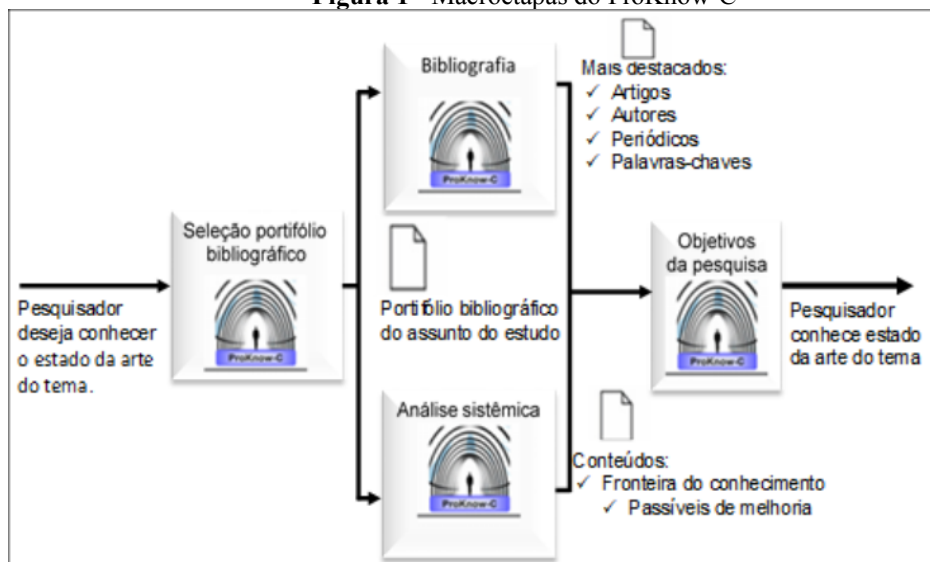 Figura 1 - Macroetapas do ProKnow-C
Bibliografia
ProKnow-C
Mais destacados:
✓ Artigos
✓ Autores
✓ Periódicos
✓ Palavras-chaves
Seleção portifólio
bibliográfico
ProKnow-C
Pesquisador
deseja conhecer
o estado da arte
do tema.
Portifólio bibliográfico
do assunto do estudo
Objetivos
da pesquisa
ProKnow-C
Pesquisador
conhece estado
da arte do tema
Análise sistêmica
ProKnow-C
Conteúdos:
✓ Fronteira do conhecimento
✓ Passíveis de melhoria